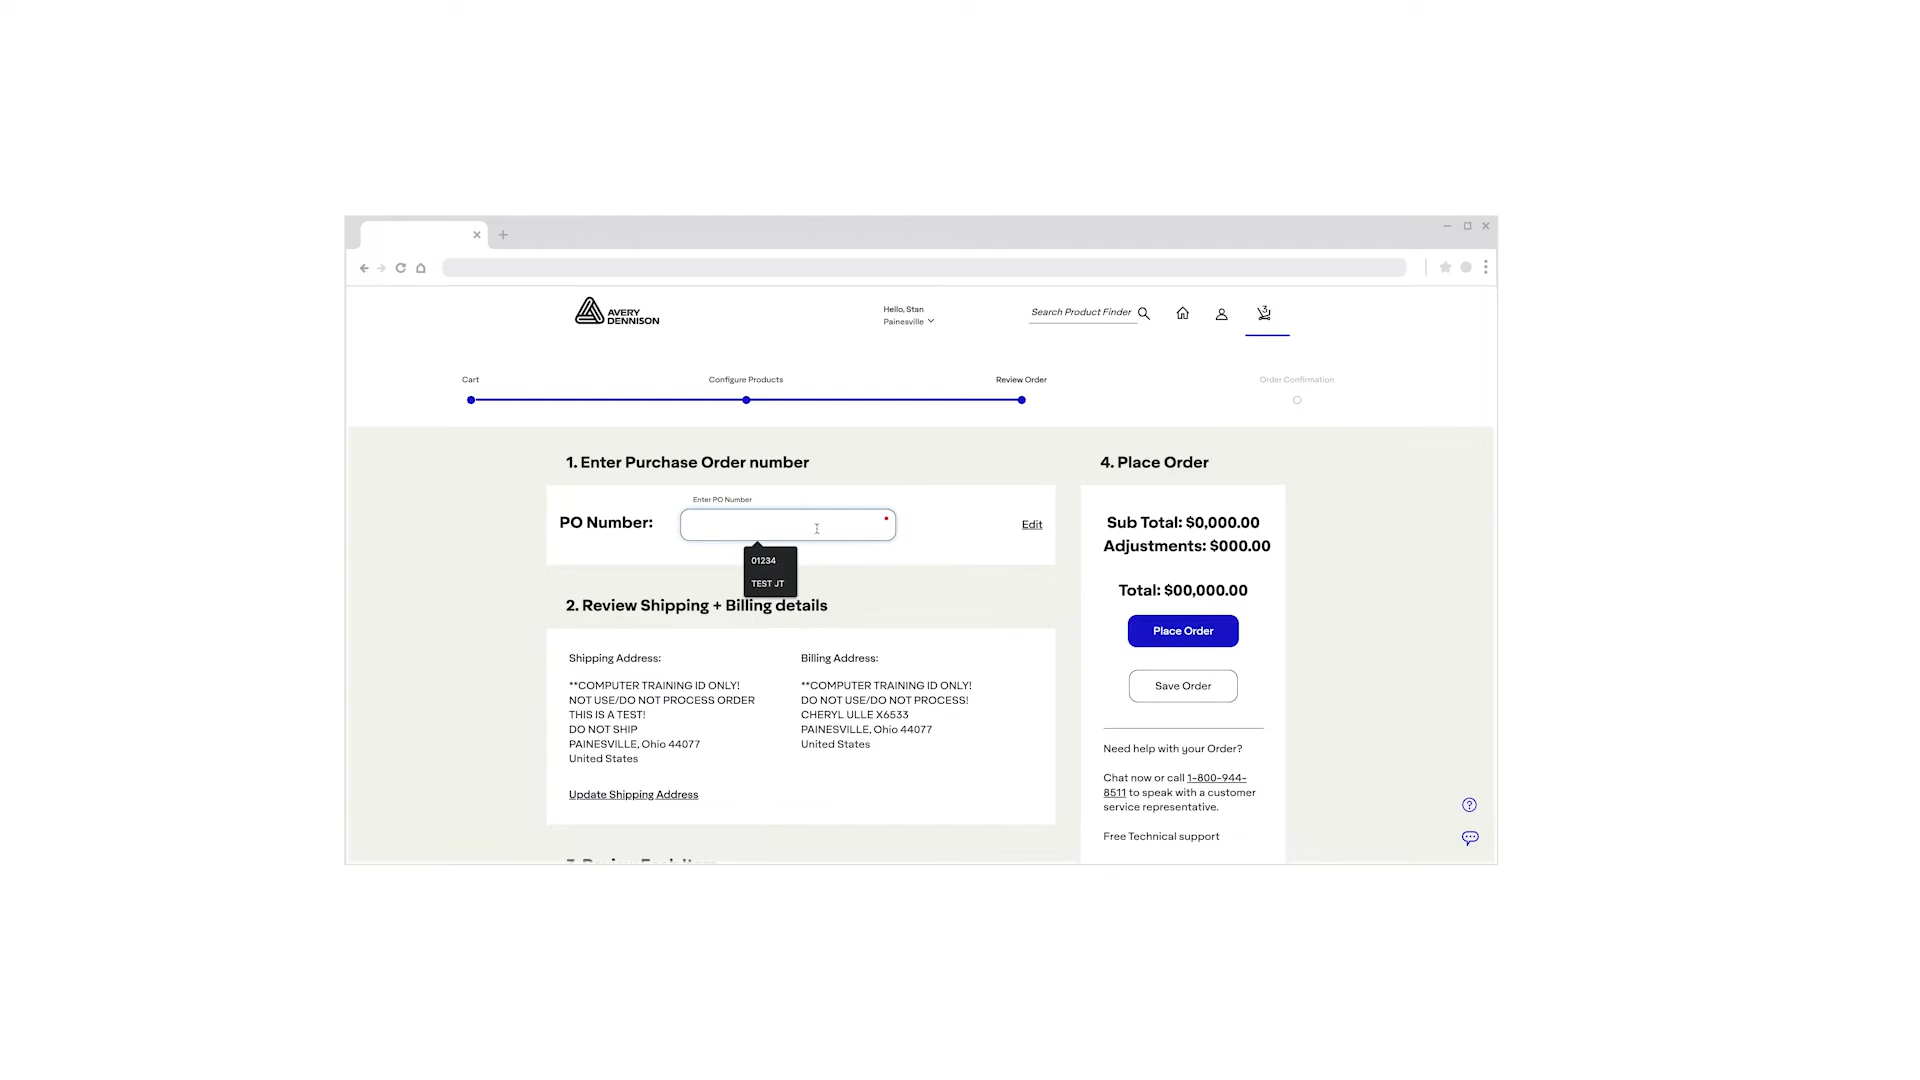 AVERY
DENNISON
Hello, Stan
Painesville
Search Product Finder
3
Cart
Configure Products
Review Order
Order Confirmation
1. Enter Purchase Order number
Enter PO Number
PO Number:
Edit
01234
TEST JT
2. Review Shipping + Billing details
Shipping Address:
**COMPUTER TRAINING ID ONLY!
NOT USE/DO NOT PROCESS ORDER
THIS IS A TEST!
DO NOT SHIP
PAINESVILLE, Ohio 44077
United States
Update Shipping Address
Billing Address:
**COMPUTER TRAINING ID ONLY!
DO NOT USE/DO NOT PROCESS!
CHERYL ULLE X6533
PAINESVILLE, Ohio 44077
United States
4. Place Order
Sub Total: $0,000.00
Adjustments: $000.00
Total: $00,000.00
Place Order
Save Order
Need help with your Order?
Chat now or call 1-800-944-
8511 to speak with a customer
service representative.
Free Technical support